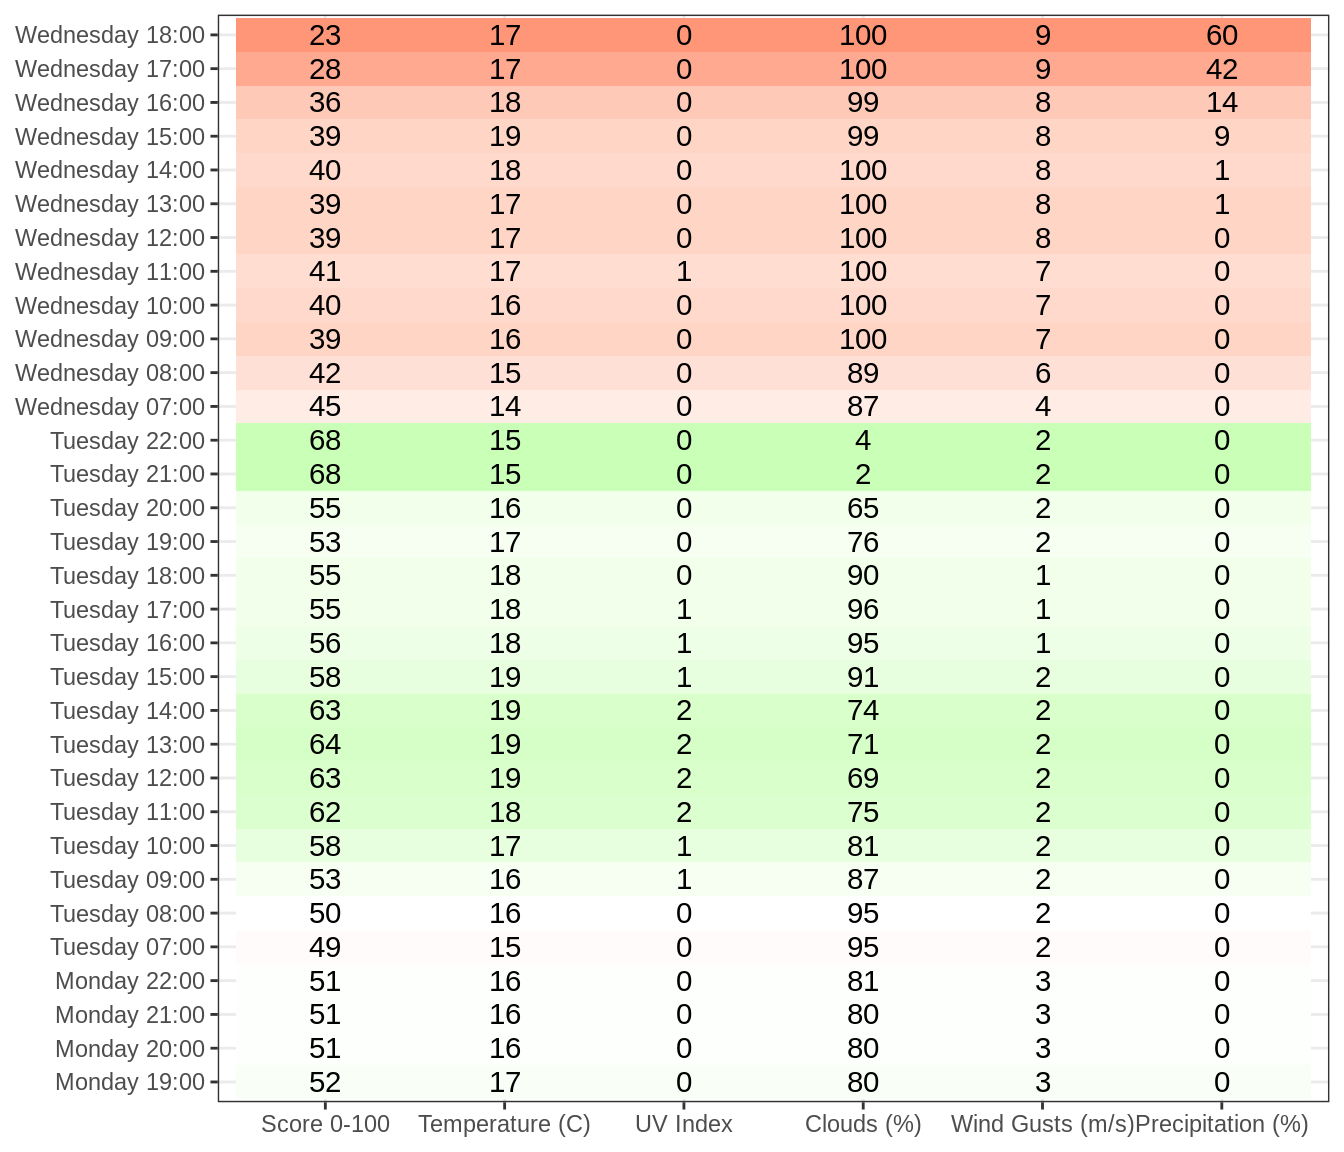 Wednesday 18:00 23 17 0 100 9 60
Wednesday 17:00 28 17 0 100 9 42
Wednesday 16:00 36 18 0 99 8 14
Wednesday 15:00 39 19 0 99 8 9
Wednesday 14:00 40 18 0 100 8 1
Wednesday 13:00 39 17 0 100 8 1
Wednesday 12:00 39 17 0 100 8 0
Wednesday 11:00 41 17 1 100 7 0
Wednesday 10:00 40 16 0 100 7 0
Wednesday 09:00 39 16 0 100 7 0
Wednesday 08:00 42 15 0 89 6 0
Wednesday 07:00 45 14 0 87 4 0
Tuesday 22:00 68 15 0 4 2 0
Tuesday 21:00 68 15 0 2 2 0
Tuesday 20:00 55 16 0 65 2 0
Tuesday 19:00 53 17 0 76 2 0
Tuesday 18:00 55 18 0 90 1 0
Tuesday 17:00 55 18 1 96 1 0
Tuesday 16:00 56 18 1 95 1 0
Tuesday 15:00 58 19 1 91 2 0
Tuesday 14:00 63 19 2 74 2 0
Tuesday 13:00 64 19 2 71 2 0
Tuesday 12:00 63 19 2 69 2 0
Tuesday 11:00 62 18 2 75 2 0
Tuesday 10:00 58 17 1 81 2 0
Tuesday 09:00 53 16 1 87 2 0
Tuesday 08:00 50 16 0 95 2 0
Tuesday 07:00 49 15 0 95 2 0
Monday 22:00 51 16 0 81 3 0
Monday 21:00 51 16 0 80 3 0
Monday 20:00 51 16 0 80 3 0
Monday 19:00 52 17 0 80 3 0
Score 0-100 Temperature (C) UV Index Clouds (%) Wind Gusts (m/s) Precipitation (%)